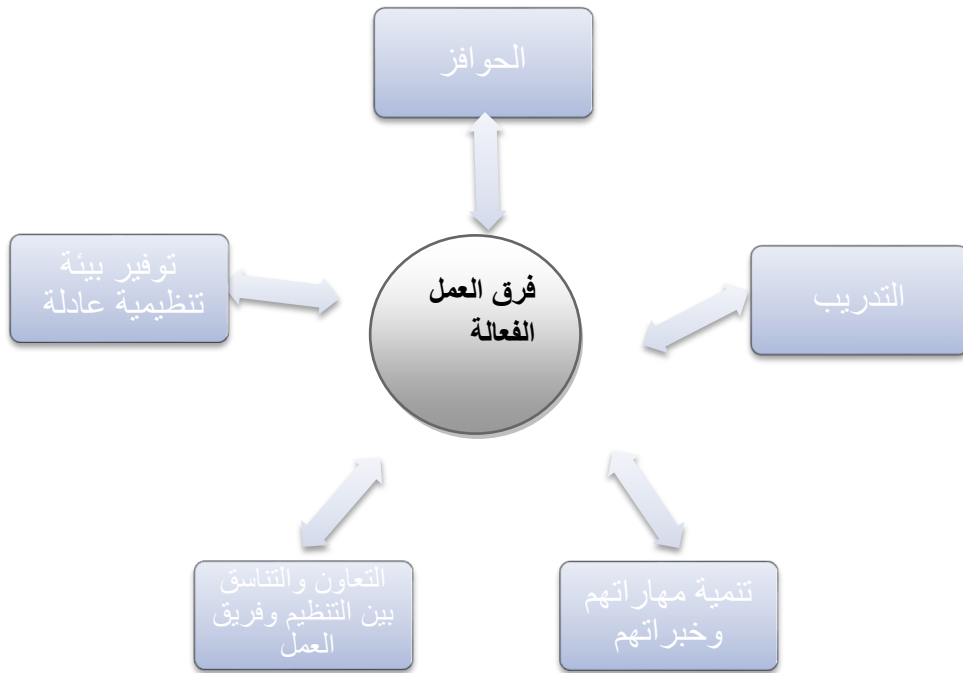 الحوافز
توفير بيئة
تنظيمية عادلة
فرق العمل
الفعالة
التدريب
التعاون والتناسق
بين التنظيم وفريق
العمل
تنمية مهاراتهم
وخبراتهم